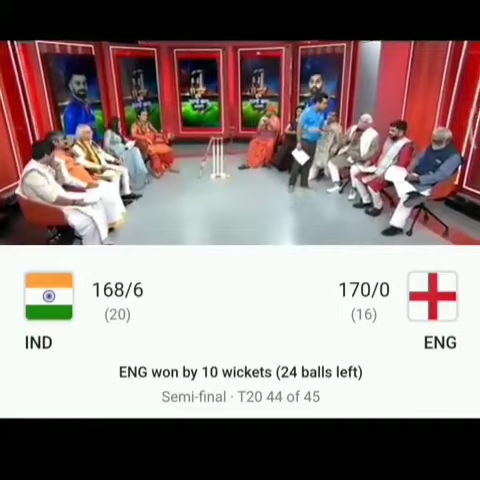 168/6
(20)
IND
170/0
(16)
ENG
ENG won by 10 wickets (24 balls left)
Semi-final · T20 44 of 45